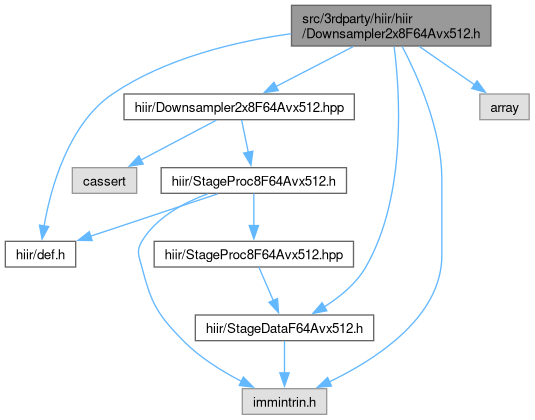 src/3rdparty/hiir/hiir
/Downsampler2x8F64Avx512.h
hiir/Downsampler2x8F64Avx512.hpp
array
cassert
hiir/StageProc8F64Avx512.h
hiir/def.h
hiir/StageProc8F64Avx512.hpp
hiir/StageDataF64Avx512.h
immintrin.h